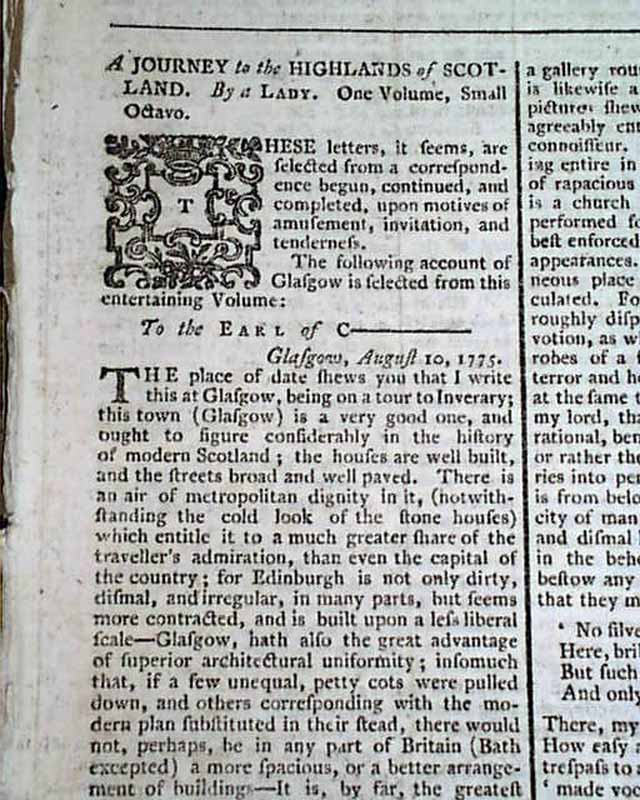 A JOURNEY to the HIGHLANDS of SCOT-
LAND. By a LADY. One Volume, Small
Octavo.
THESE letters, it seems, are
ſelected from a correſpond-
ence begun, continued, and
completed, upon motives of
amuſement, invitation, and
tenderneſs.
The following account of
Glaſgow is ſelected from this
entertaining Volume:
To the EARL of C———
Glaſgow, Auguſt 10, 1775.
THE place of date ſhews you that I write
this at Glaſgow, being on a tour to Inverary;
this town (Glaſgow) is a very good one, and
ought to figure conſiderably in the hiſtory
of modern Scotland; the houſes are well built,
and the ſtreets broad and well paved. There is
an air of metropolitan dignity in it, (notwith-
ſtanding the cold look of the ſtone houſes)
which entitle it to a much greater ſhare of the
traveller's admiration, than even the capital of
the country; for Edinburgh is not only dirty,
diſmal, and irregular, in many parts, but ſeems
more contracted, and is built upon a leſs liberal
ſcale—Glaſgow, hath alſo the great advantage
of ſuperior architectural uniformity; inſomuch
that, if a few unequal, petty cots were pulled
down, and others correſponding with the mo-
dern plan ſubſtituted in their ſtead, there would
not, perhaps, be in any part of Britain (Bath
excepted) a more ſpacious, or a better arrange-
ment of buildings—It is, by far, the greateſt
a gallery
is likewiſe a
pictures ſhew
agreeably
connoiſſeur.
ing entire in
of rapacious
is a church
performed
beſt enforced
appearances.
neous place
culated.
roughly
votion, as
robes of a
terror and
at the ſame
my lord,
rational,
or rather the
ries into
is from
city of
and diſmal
in the
beſtow any
that they
‘ No
Here,
But ſuch
And only
There, my
How eaſy
treſpaſs to
‘ made